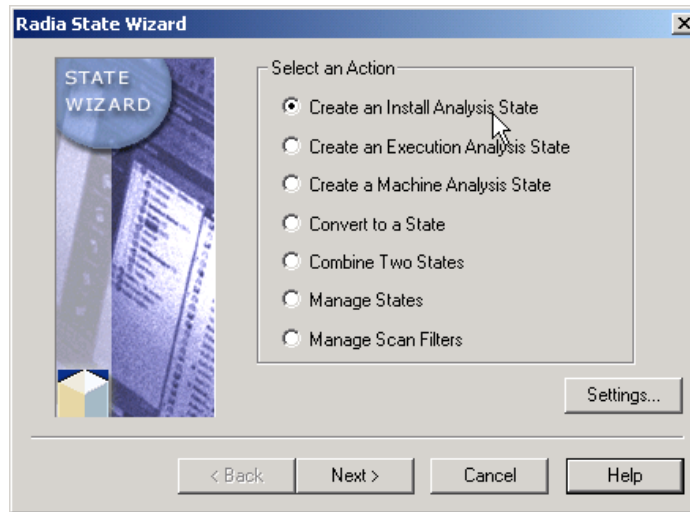 Radia State Wizard
STATE
WIZARD
Select an Action
Create an Install Analysis State
Create an Execution Analysis State
Create a Machine Analysis State
Convert to a State
Combine Two States
Manage States
Manage Scan Filters
Settings...
< Back
Next >
Cancel
Help